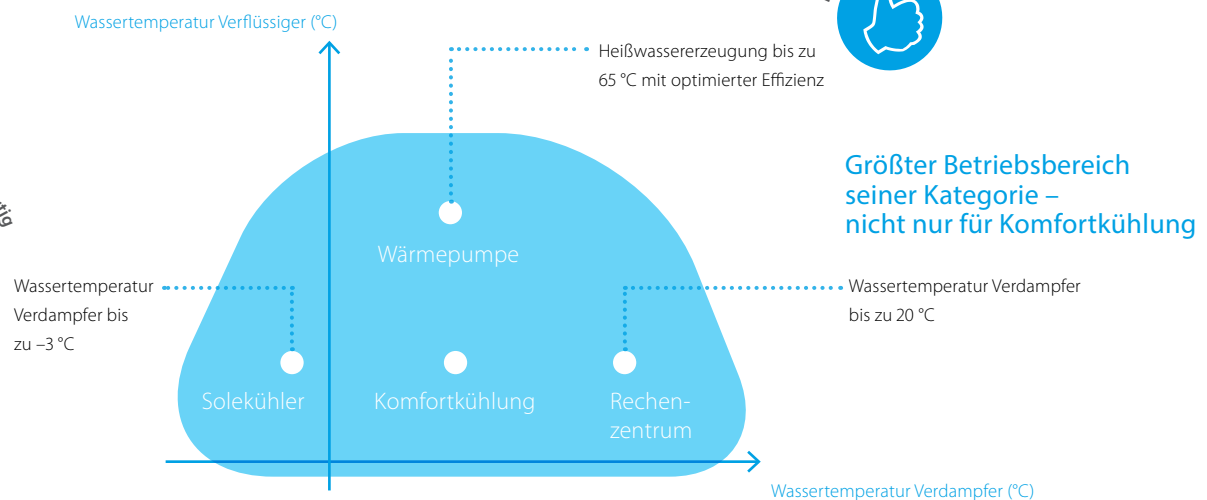 Wassertemperatur Verflüssiger (°C)
Heißwassererzeugung bis zu
65 °C mit optimierter Effizienz
Größter Betriebsbereich
seiner Kategorie –
nicht nur für Komfortkühlung
Wärmepumpe
Wassertemperatur
Verdampfer bis
zu –3 °C
Wassertemperatur Verdampfer
bis zu 20 °C
Solekühler
Komfortkühlung
Rechen-
zentrum
Wassertemperatur Verdampfer (°C)